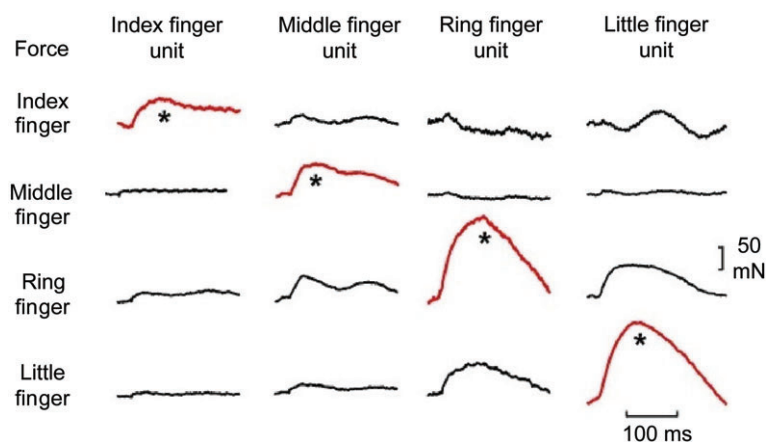 Force
Index finger
unit
Middle finger
unit
Ring finger
unit
Little finger
unit
Index
finger
*
Middle
finger
*
Ring
finger
*
50
mN
Little
finger
*
100 ms